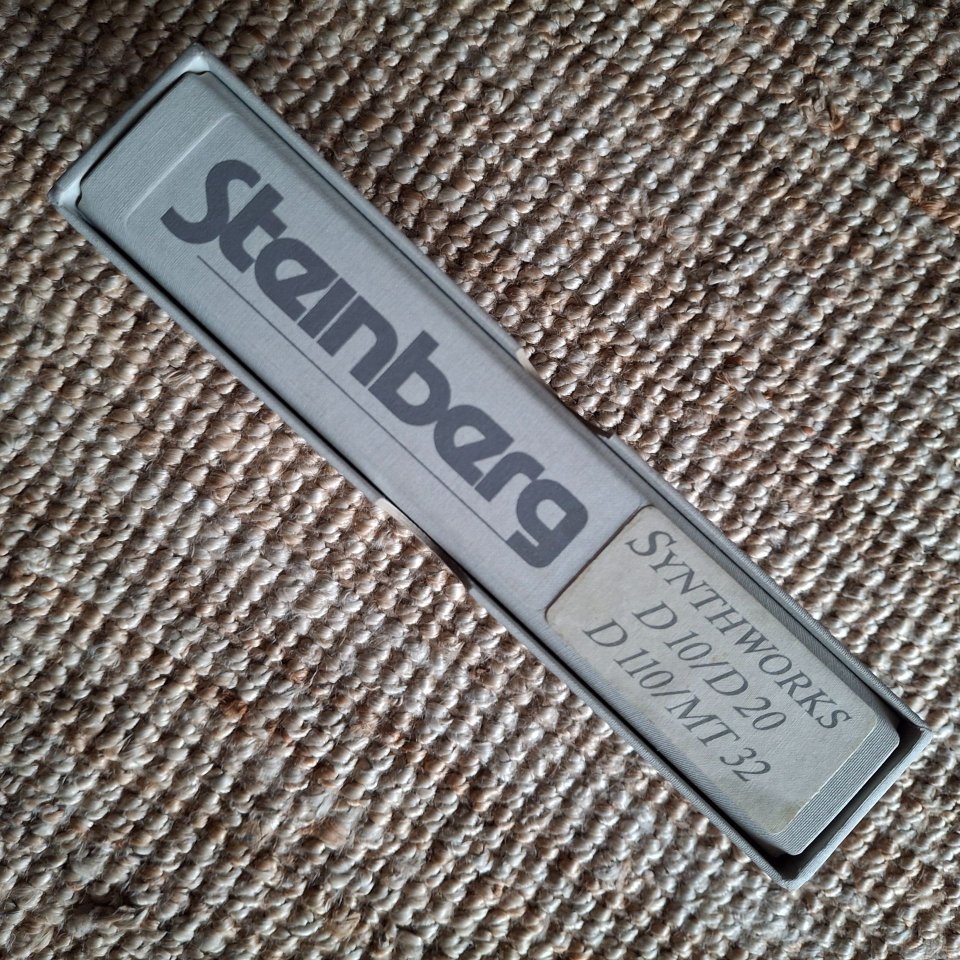 Steinberg
SYNTHWORKS
D 10/D 20
D 110/MT 32